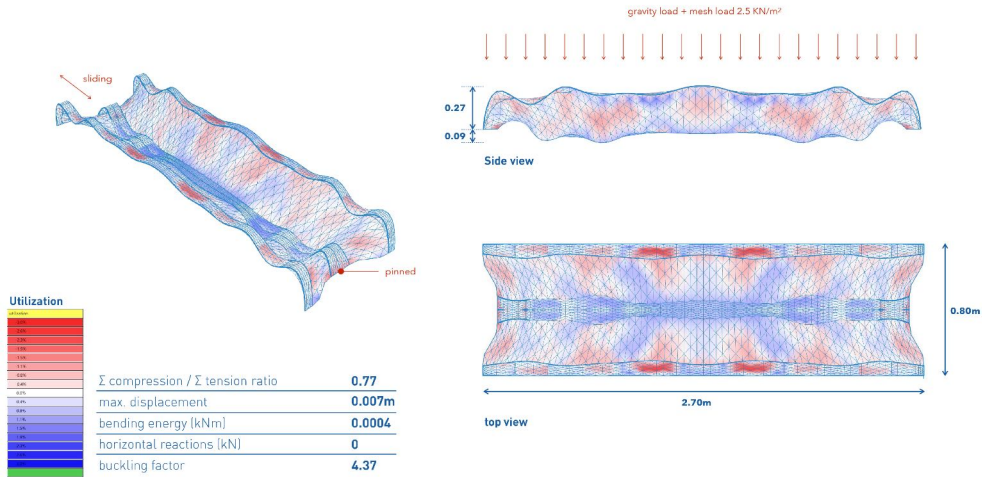 gravity load + mesh load 2.5 KN/m²
sliding
0.27
0.09
Side view
pinned
Utilization
utilization
0.80m
2.70m
top view
Σ compression / Σ tension ratio 0.77
max. displacement 0.007m
bending energy (kNm) 0.0004
horizontal reactions (kN) 0
buckling factor 4.37